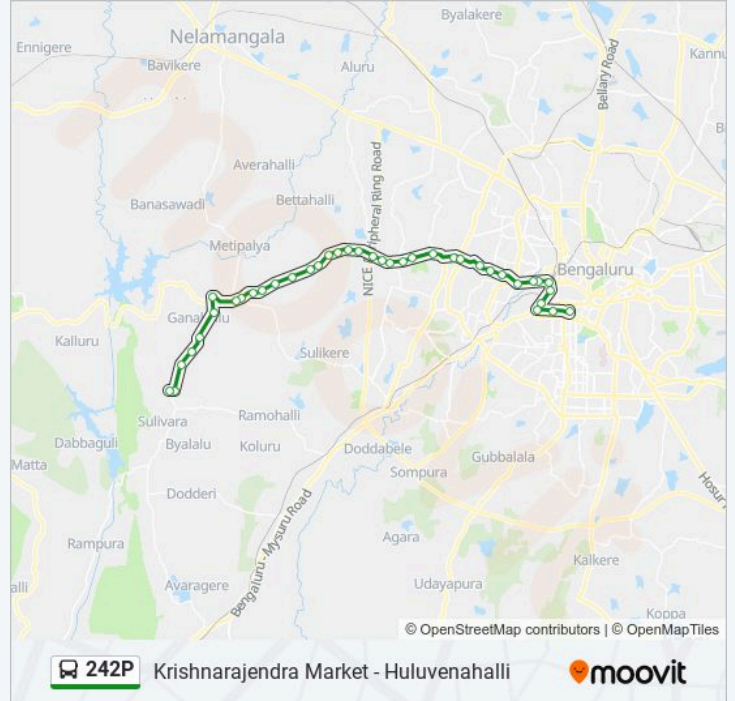 Byalakere
Ennigere
Nelamangala
Bavikere
Aluru
Bellary Road
Averahalli
Banasawadi
Bettahalli
Metipalya
NICE
ipheral Ring Road
Bengaluru
Kalluru
Sulikere
Sulivara
Ramohalli
Dabbaguli
Byalalu
Koluru
Doddabele
Matta
Gubbalala
Sompura
Dodderi
Hosur
Rampura
Agara
Bengaluru - Mysuru Road
Kalkere
Avaragere
Udayapura
Koppa
© OpenStreetMap contributors | © OpenMapTiles
242P Krishnarajendra Market - Huluvenahalli moovit